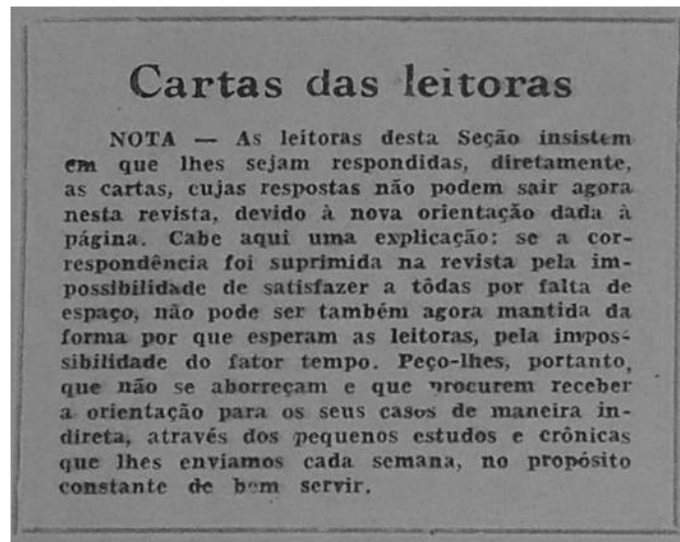 Cartas das leitoras
NOTA — As leitoras desta Seção insistem
em que lhes sejam respondidas, diretamente,
as cartas, cujas respostas não podem sair agora
nesta revista, devido à nova orientação dada à
página. Cabe aqui uma explicação: se a cor-
respondência foi suprimida na revista pela im-
possibilidade de satisfazer a tôdas por falta de
espaço, não pode ser também agora mantida da
forma por que esperam as leitoras, pela impos-
sibilidade do fator tempo. Peço-lhes, portanto,
que não se aborreçam e que procurem receber
a orientação para os seus casos de maneira in-
direta, através dos pequenos estudos e crônicas
que lhes enviamos cada semana, no propósito
constante de bem servir.